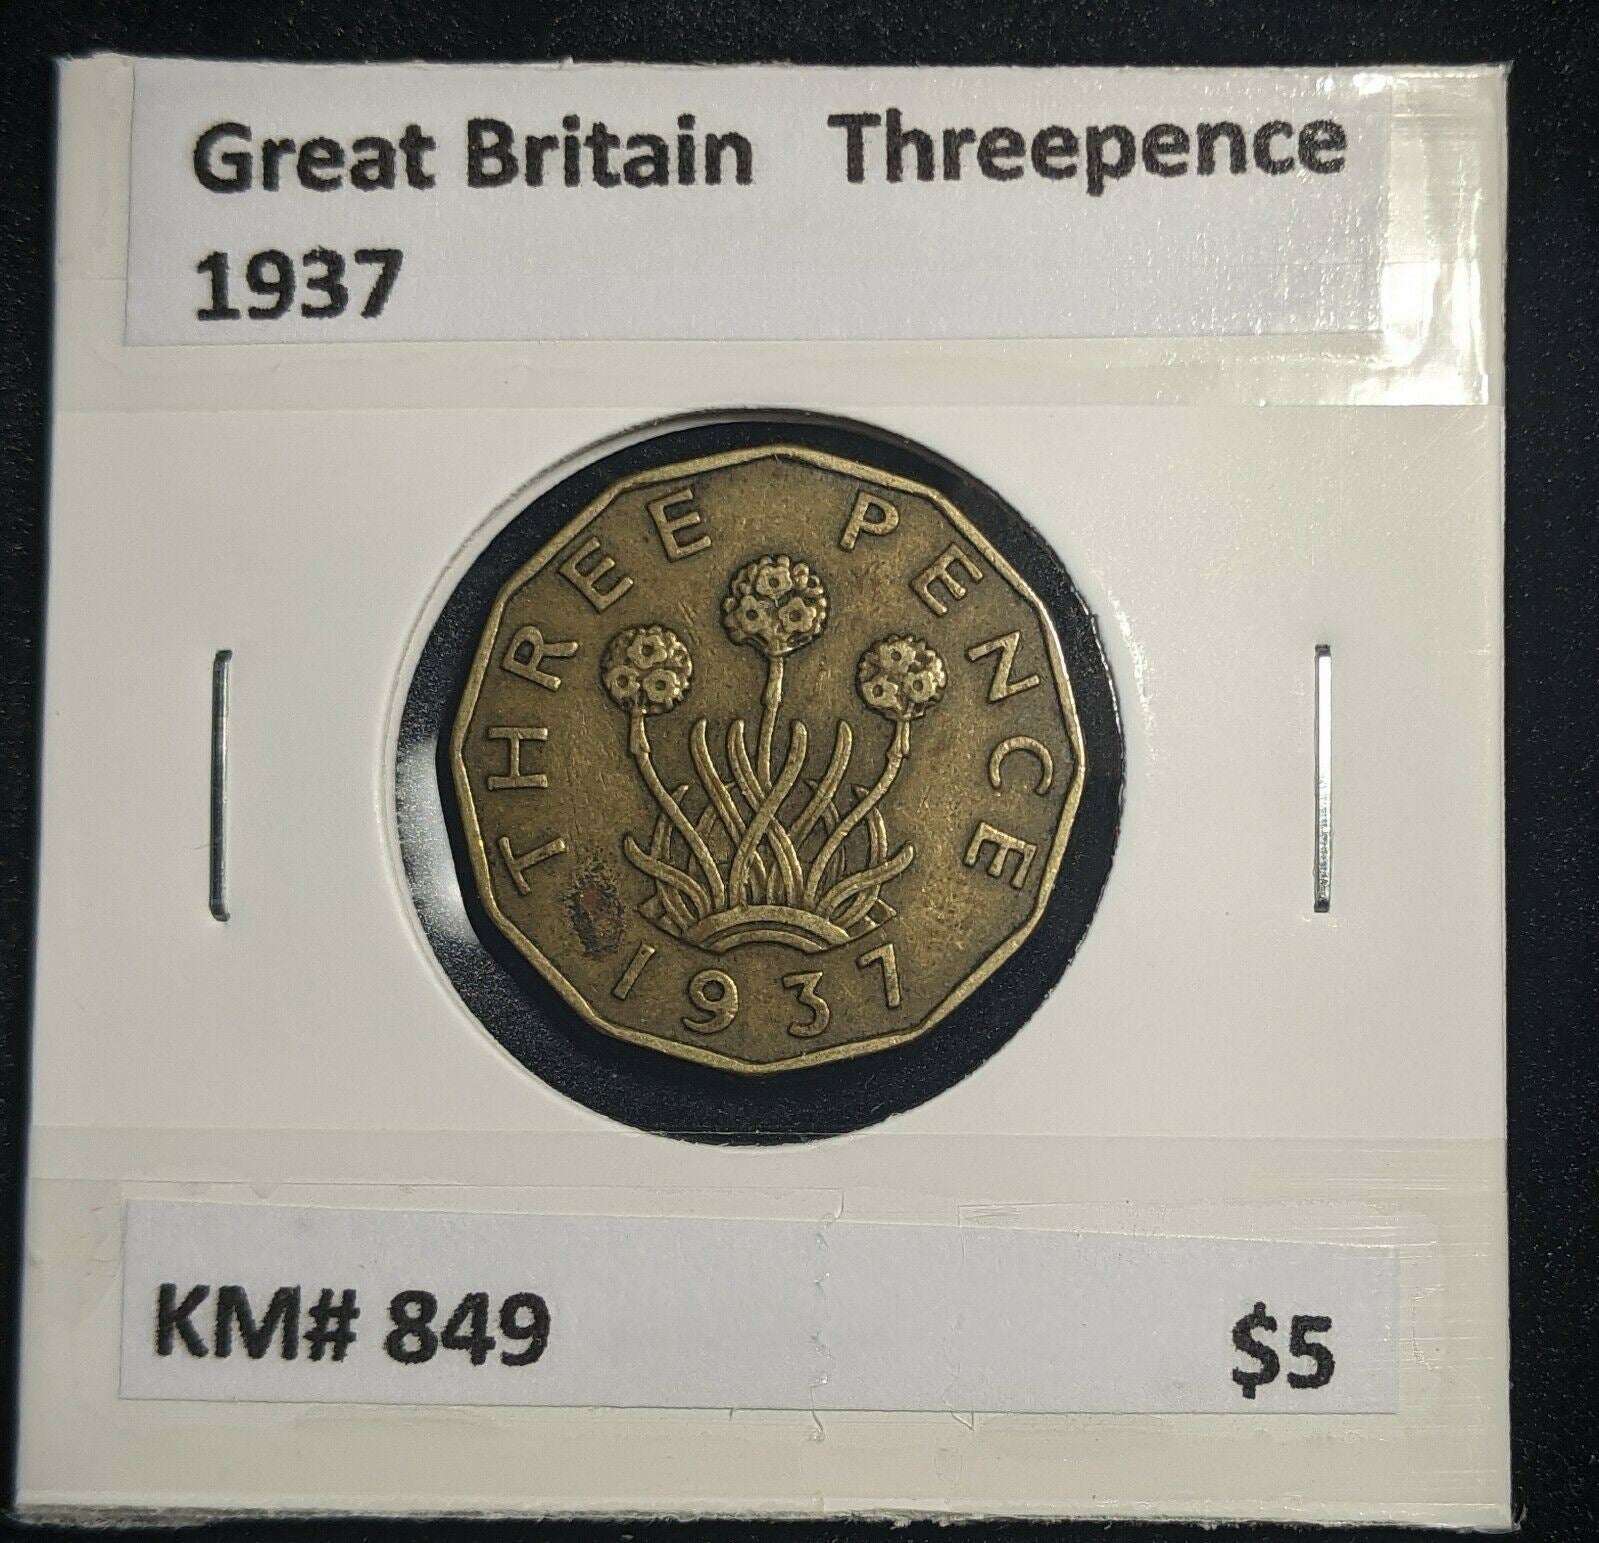 Great Britain Threepence
1937
THREE PENCE
1937
KM# 849 $5